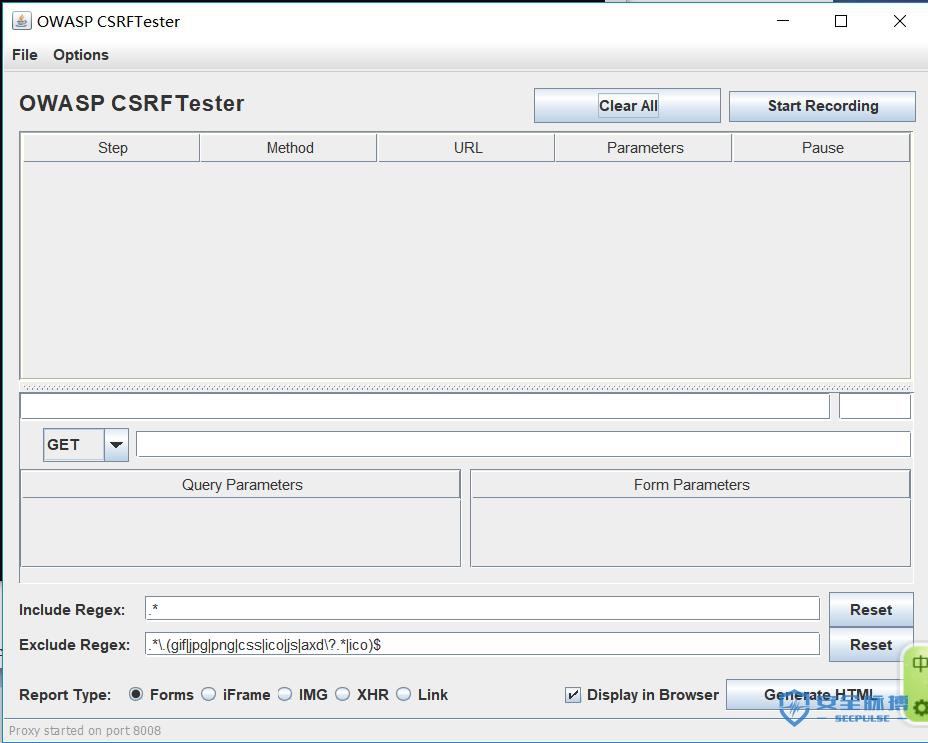 OWASP CSRFTester
File Options
OWASP CSRFTester
Clear All Start Recording
Step Method URL Parameters Pause
GET
Query Parameters Form Parameters
Include Regex: .* Reset
Exclude Regex: .*\.(gif|jpg|png|css|ico|js|axd\?.*|ico)$ Reset
中
Report Type: Forms iFrame IMG XHR Link Display in Browser Generate HTML...
安全脉搏
SECPULSE
Proxy started on port 8008